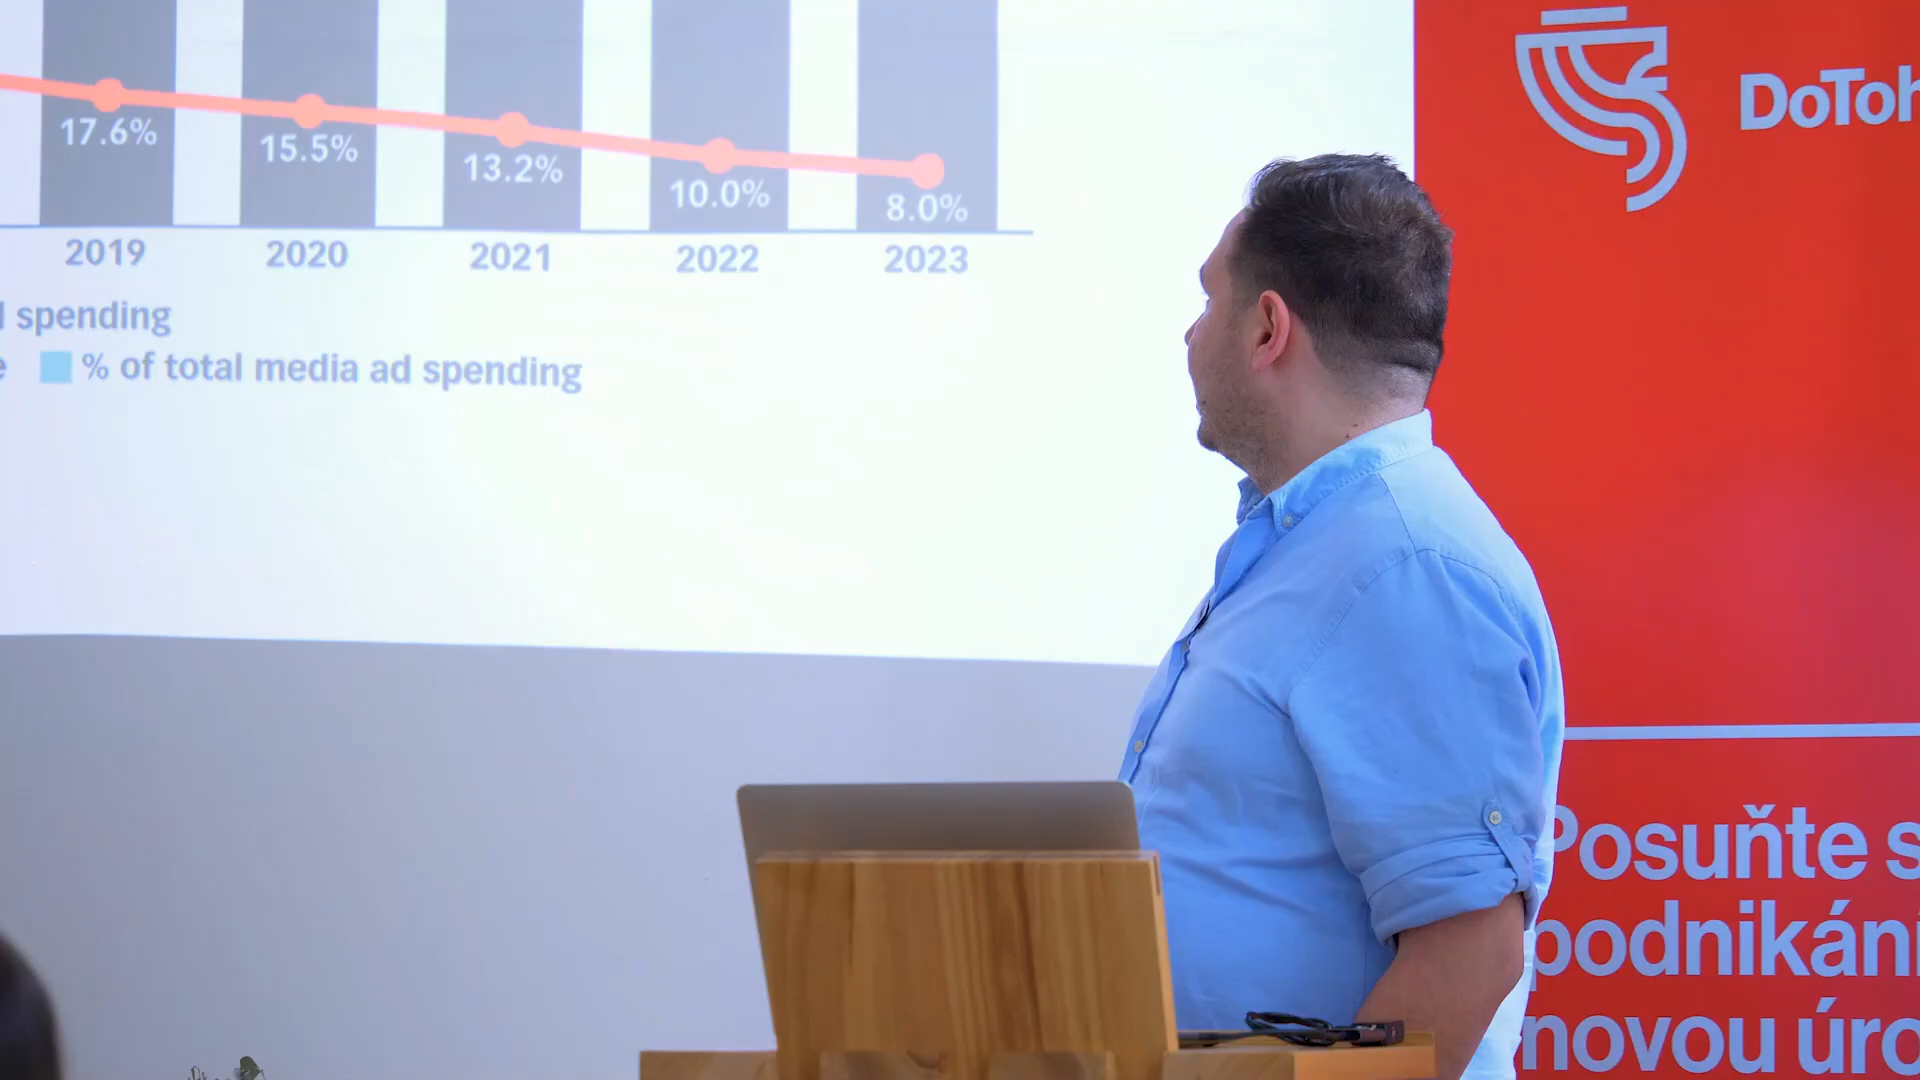 17.6%
15.5%
13.2%
10.0%
8.0%
2019
2020
2021
2022
2023
spending
% of total media ad spending
DoToh
Posuňte s
podnikání
novou úro